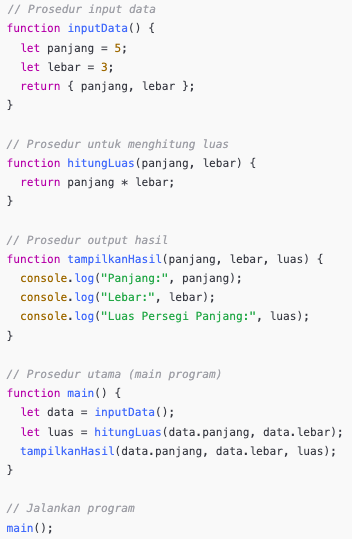 // Prosedur input data
function inputData() {
  let panjang = 5;
  let lebar = 3;
  return { panjang, lebar };
}

// Prosedur untuk menghitung luas
function hitungLuas(panjang, lebar) {
  return panjang * lebar;
}

// Prosedur output hasil
function tampilkanHasil(panjang, lebar, luas) {
  console.log("Panjang:", panjang);
  console.log("Lebar:", lebar);
  console.log("Luas Persegi Panjang:", luas);
}

// Prosedur utama (main program)
function main() {
  let data = inputData();
  let luas = hitungLuas(data.panjang, data.lebar);
  tampilkanHasil(data.panjang, data.lebar, luas);
}

// Jalankan program
main();